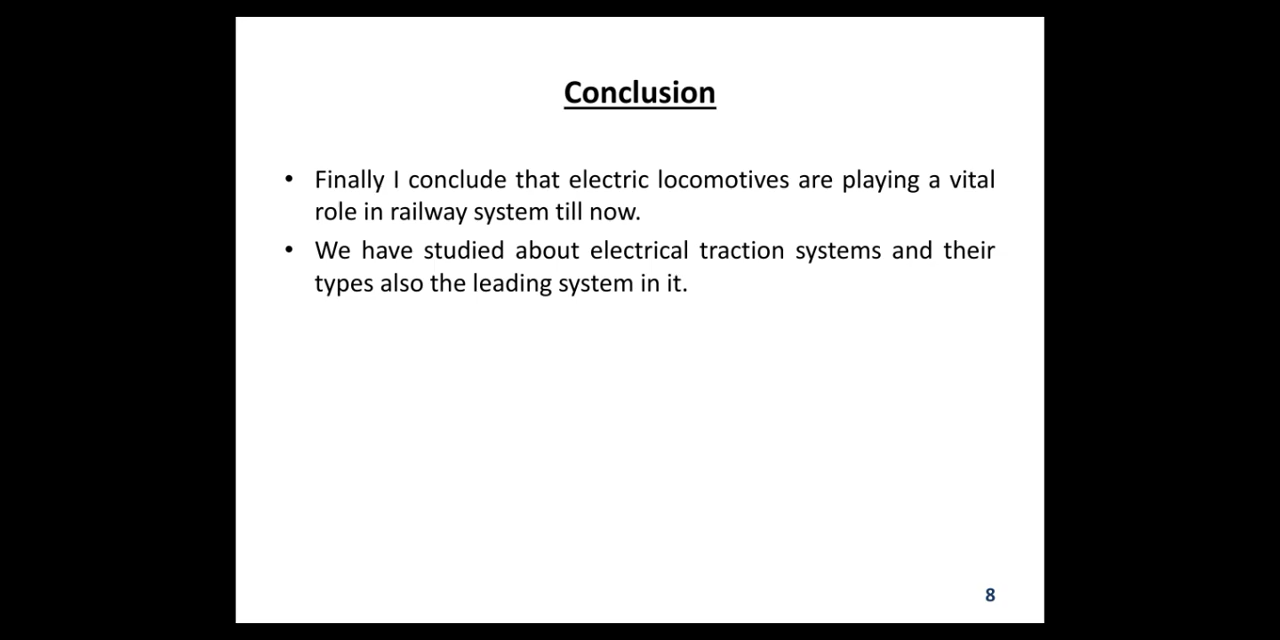 Conclusion
• Finally I conclude that electric locomotives are playing a vital
role in railway system till now.
• We have studied about electrical traction systems and their
types also the leading system in it.
8